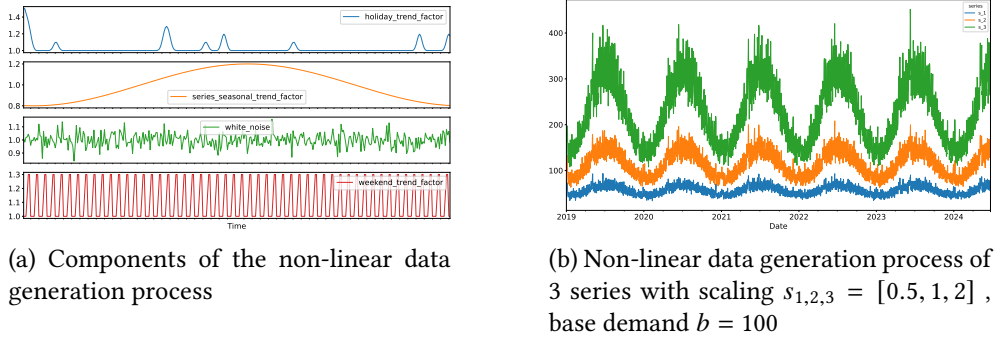 holiday_trend_factor
1.4
1.2
1.0
series_seasonal_trend_factor
1.2
1.0
0.8
white_noise
1.1
1.0
0.9
weekend_trend_factor
1.3
1.2
1.1
1.0
Time
(a) Components of the non-linear data
generation process
series
s_1
s_2
s_3
400
300
200
100
2019 2020 2021 2022 2023 2024
Date
(b) Non-linear data generation process of
3 series with scaling s₁,₂,₃ = [0.5, 1, 2] ,
base demand b = 100